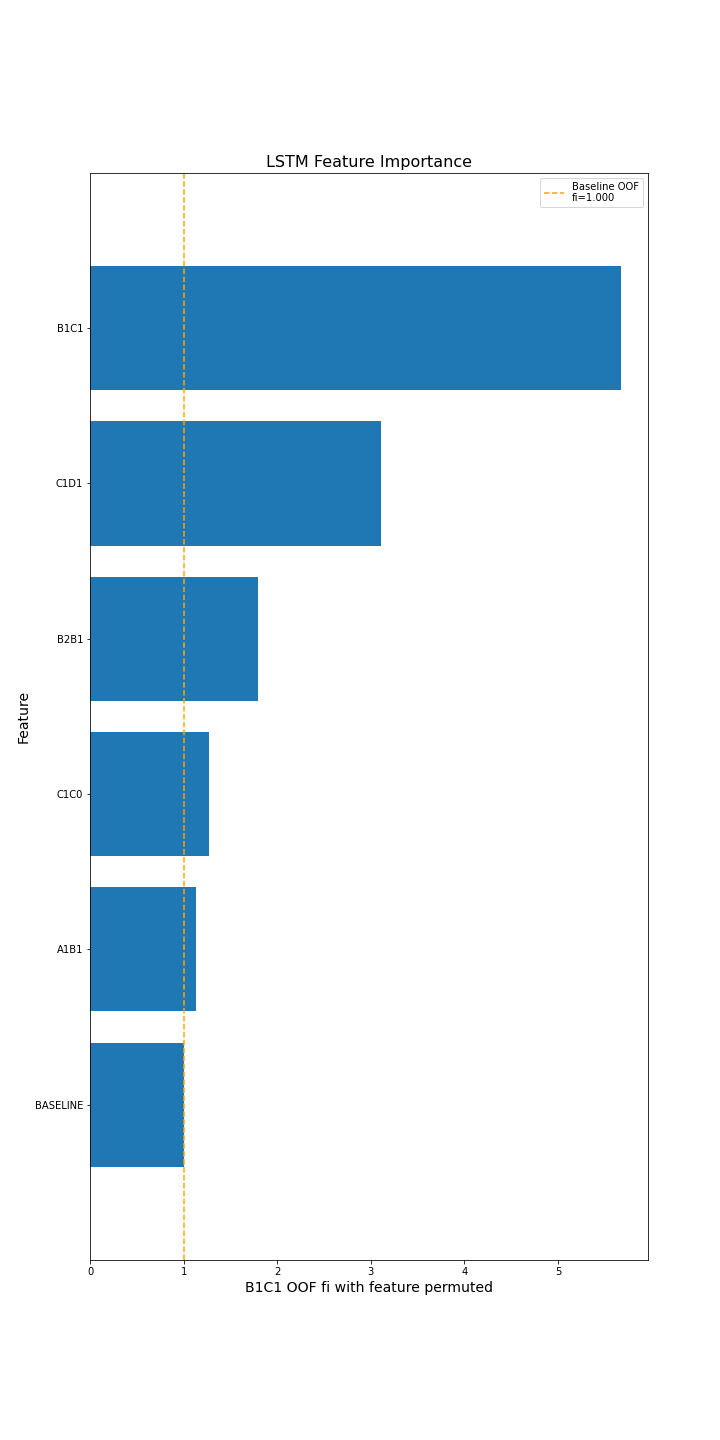 LSTM Feature Importance
Baseline OOF
fi=1.000
B1C1
C1D1
B2B1
C1C0
A1B1
BASELINE
Feature
0 1 2 3 4 5
B1C1 OOF fi with feature permuted